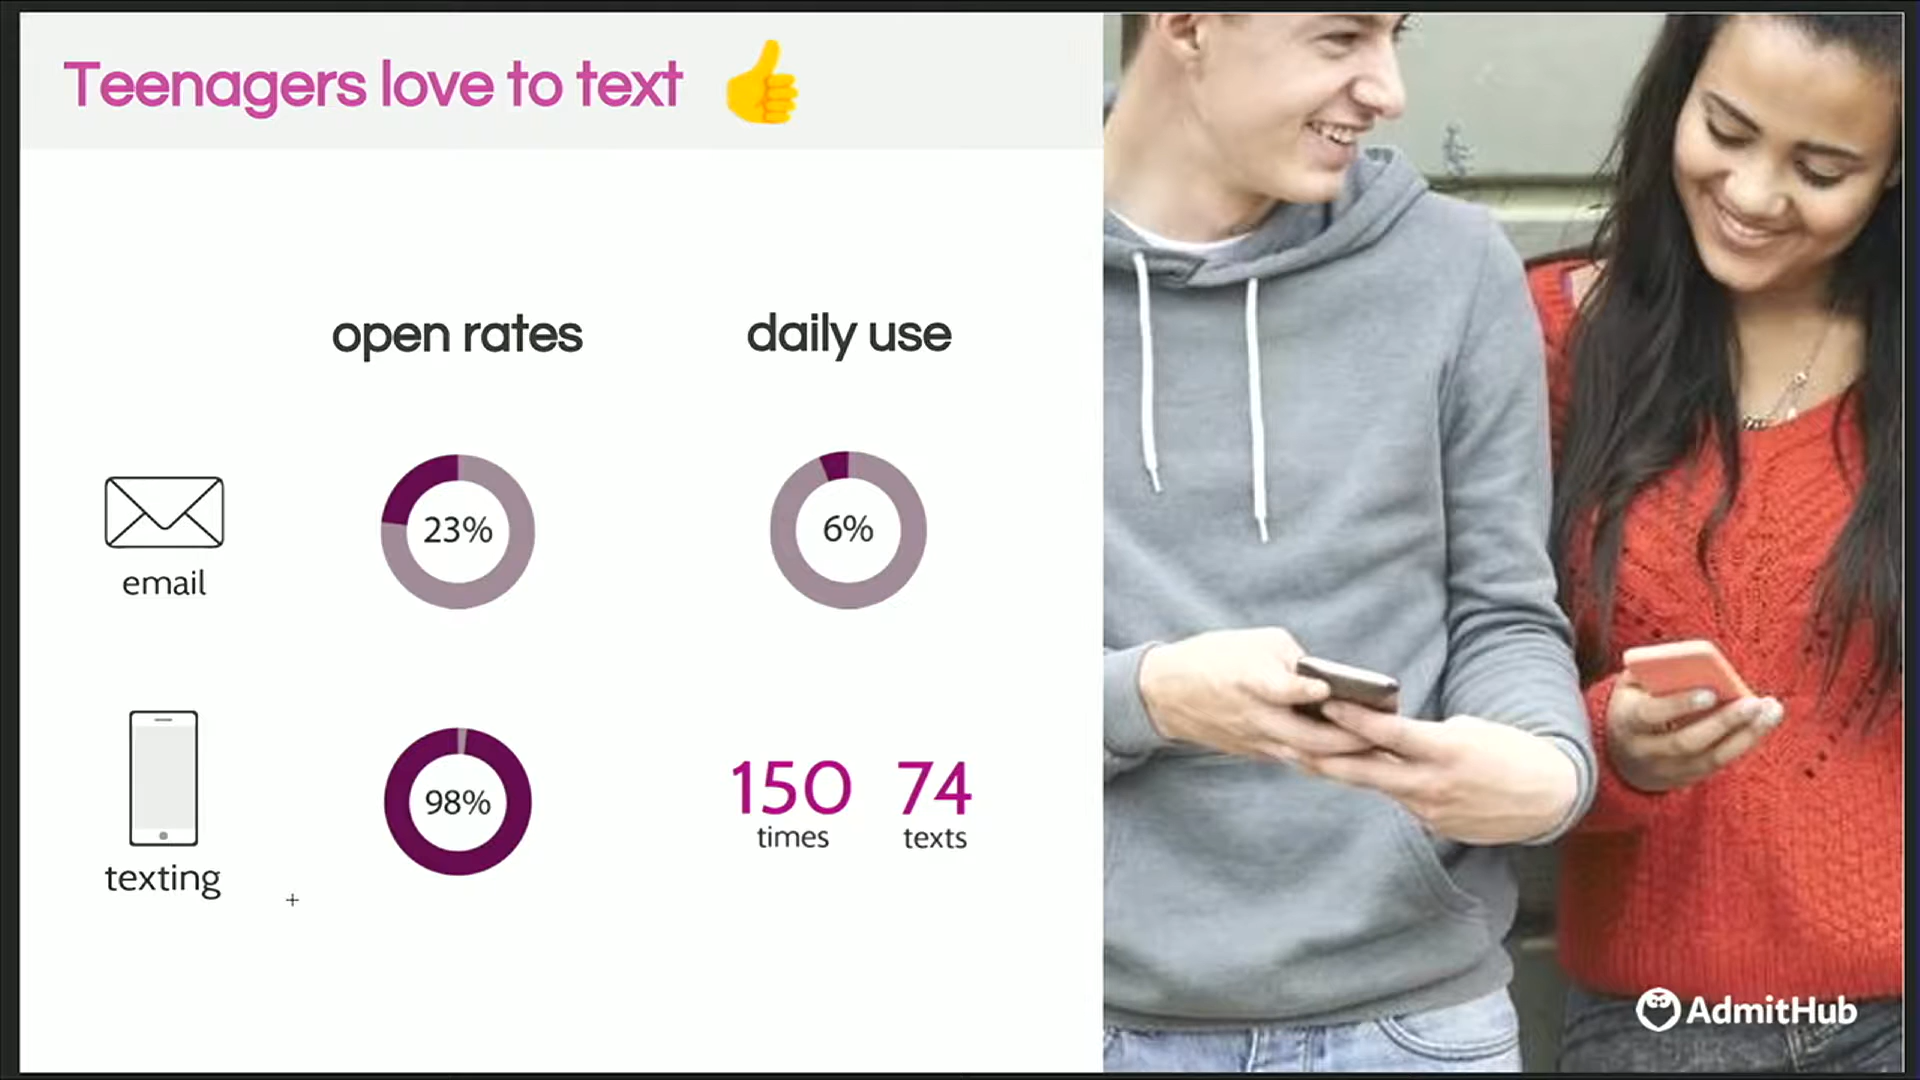 Teenagers love to text 👍
open rates daily use
23% 6%
email
98% 150 74
times texts
texting
AdmitHub